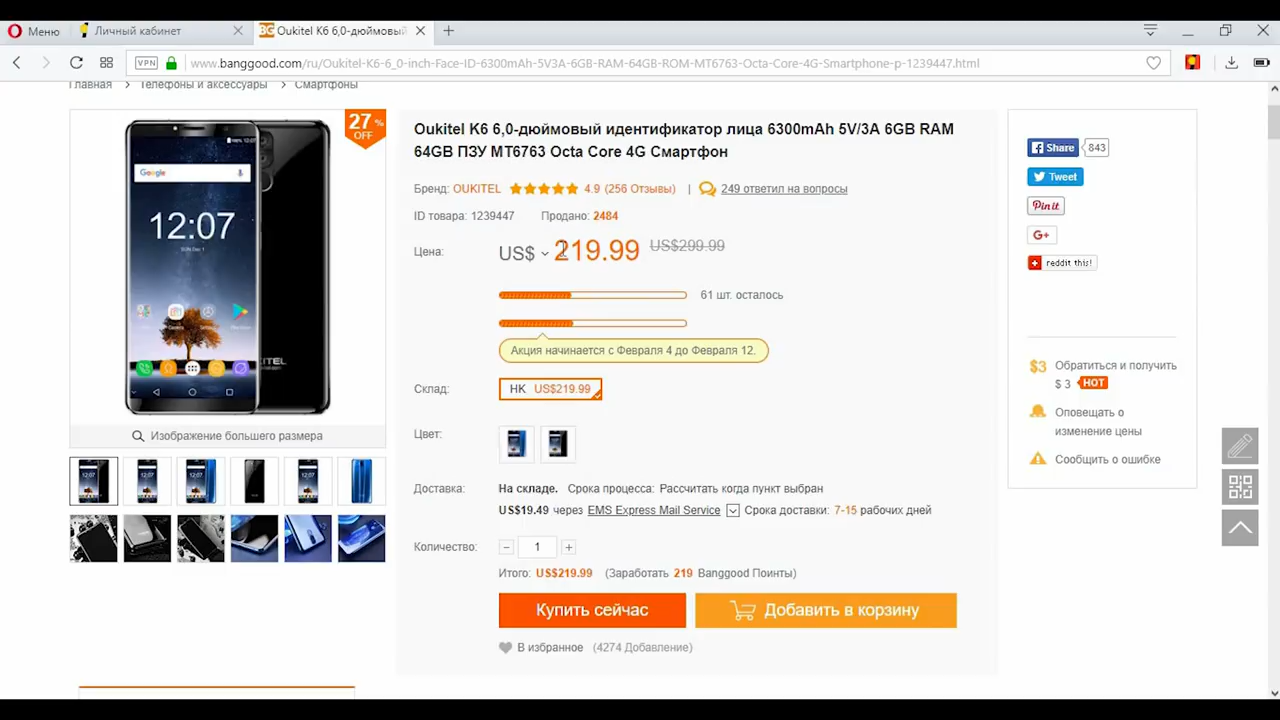 Меню
Личный кабинет
BG Oukitel K6 6,0-дюймовый
VPN
www.banggood.com/ru/Oukitel-K6-6_0-inch-Face-ID-6300mAh-5V3A-6GB-RAM-64GB-ROM-MT6763-Octa-Core-4G-Smartphone-p-1239447.html
Главная > Телефоны и аксессуары > Смартфоны
27 %
OFF
Google
12:07
Oukitel K6 6,0-дюймовый идентификатор лица 6300mAh 5V/3A 6GB RAM
64GB ПЗУ MT6763 Octa Core 4G Смартфон
Бренд: OUKITEL 4.9 (256 Отзывы) | 249 ответил на вопросы
ID товара: 1239447 Продано: 2484
Цена: US$ 219.99 US$299.99
61 шт. осталось
Акция начинается с Февраля 4 до Февраля 12.
Склад: HK US$219.99
Цвет:
Доставка: На складе. Срока процесса: Рассчитать когда пункт выбран
US$19.49 через EMS Express Mail Service Срока доставки: 7-15 рабочих дней
Количество: − 1 +
Итого: US$219.99 (Заработать 219 Banggood Поинты)
Купить сейчас Добавить в корзину
В избранное (4274 Добавление)
Изображение большего размера
Share 843
Tweet
Pin it
G+
reddit this!
$3 Обратиться и получить
$ 3 HOT
Оповещать о
изменение цены
Сообщить о ошибке